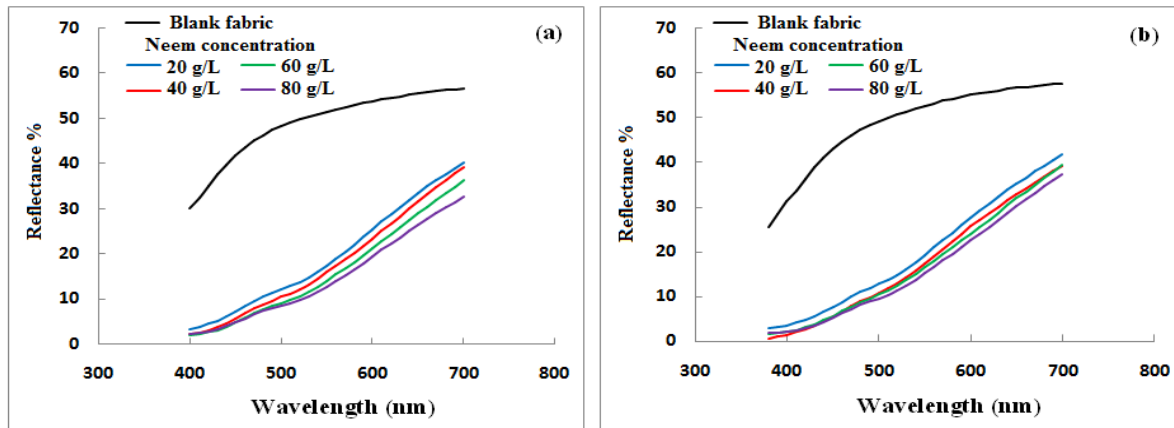 Blank fabric
Neem concentration
20 g/L 60 g/L
40 g/L 80 g/L
(a)
Reflectance %
70
60
50
40
30
20
10
0
300 400 500 600 700 800
Wavelength (nm)
Blank fabric
Neem concentration
20 g/L 60 g/L
40 g/L 80 g/L
(b)
Reflectance %
70
60
50
40
30
20
10
0
300 400 500 600 700 800
Wavelength (nm)